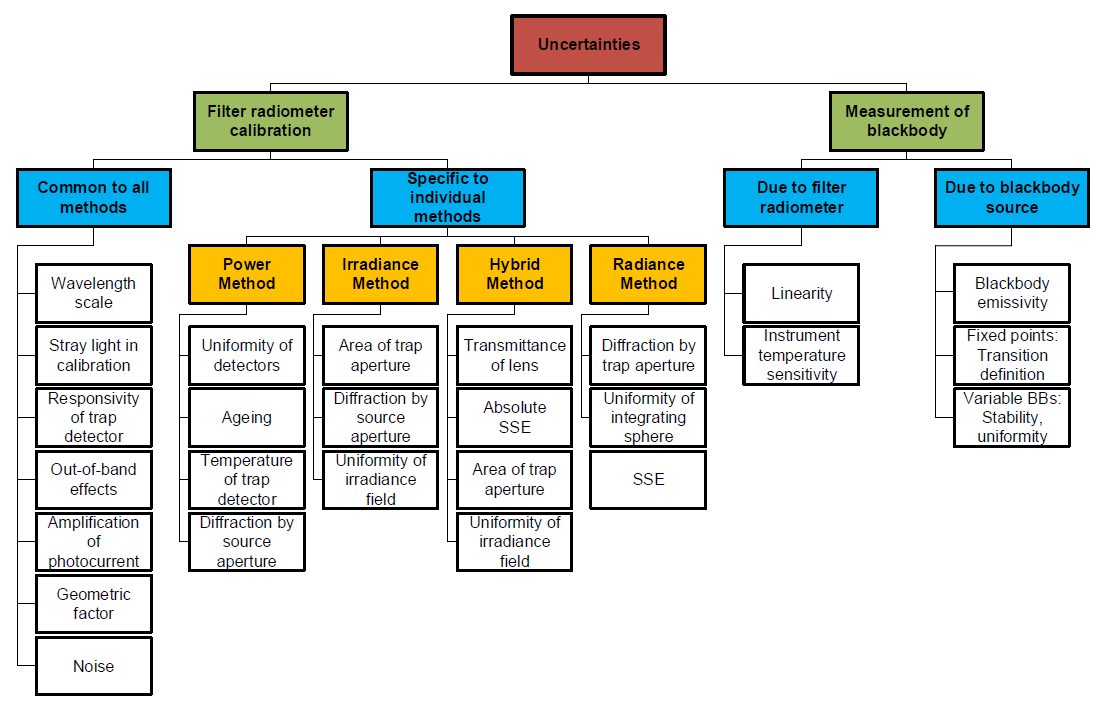 Uncertainties
Filter radiometer
calibration
Measurement of
blackbody
Common to all
methods
Specific to
individual
methods
Due to filter
radiometer
Due to blackbody
source
Power
Method
Irradiance
Method
Hybrid
Method
Radiance
Method
Wavelength
scale
Stray light in
calibration
Responsivity
of trap
detector
Out-of-band
effects
Amplification
of
photocurrent
Geometric
factor
Noise
Uniformity of
detectors
Ageing
Temperature
of trap
detector
Diffraction by
source
aperture
Area of trap
aperture
Diffraction by
source
aperture
Uniformity of
irradiance
field
Transmittance
of lens
Absolute
SSE
Area of trap
aperture
Uniformity of
irradiance
field
Diffraction by
trap aperture
Uniformity of
integrating
sphere
SSE
Linearity
Instrument
temperature
sensitivity
Blackbody
emissivity
Fixed points:
Transition
definition
Variable BBs:
Stability,
uniformity